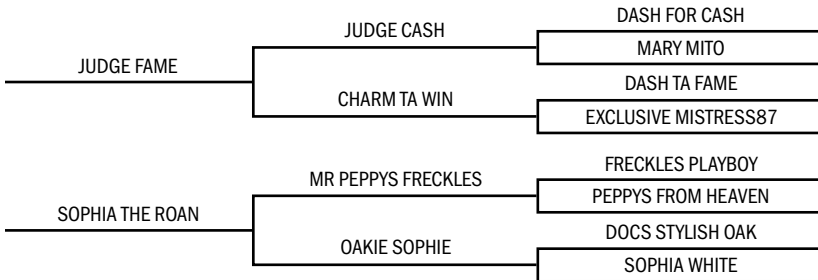 DASH FOR CASH
JUDGE CASH
MARY MITO
JUDGE FAME
DASH TA FAME
CHARM TA WIN
EXCLUSIVE MISTRESS87
FRECKLES PLAYBOY
MR PEPPYS FRECKLES
PEPPYS FROM HEAVEN
SOPHIA THE ROAN
DOCS STYLISH OAK
OAKIE SOPHIE
SOPHIA WHITE